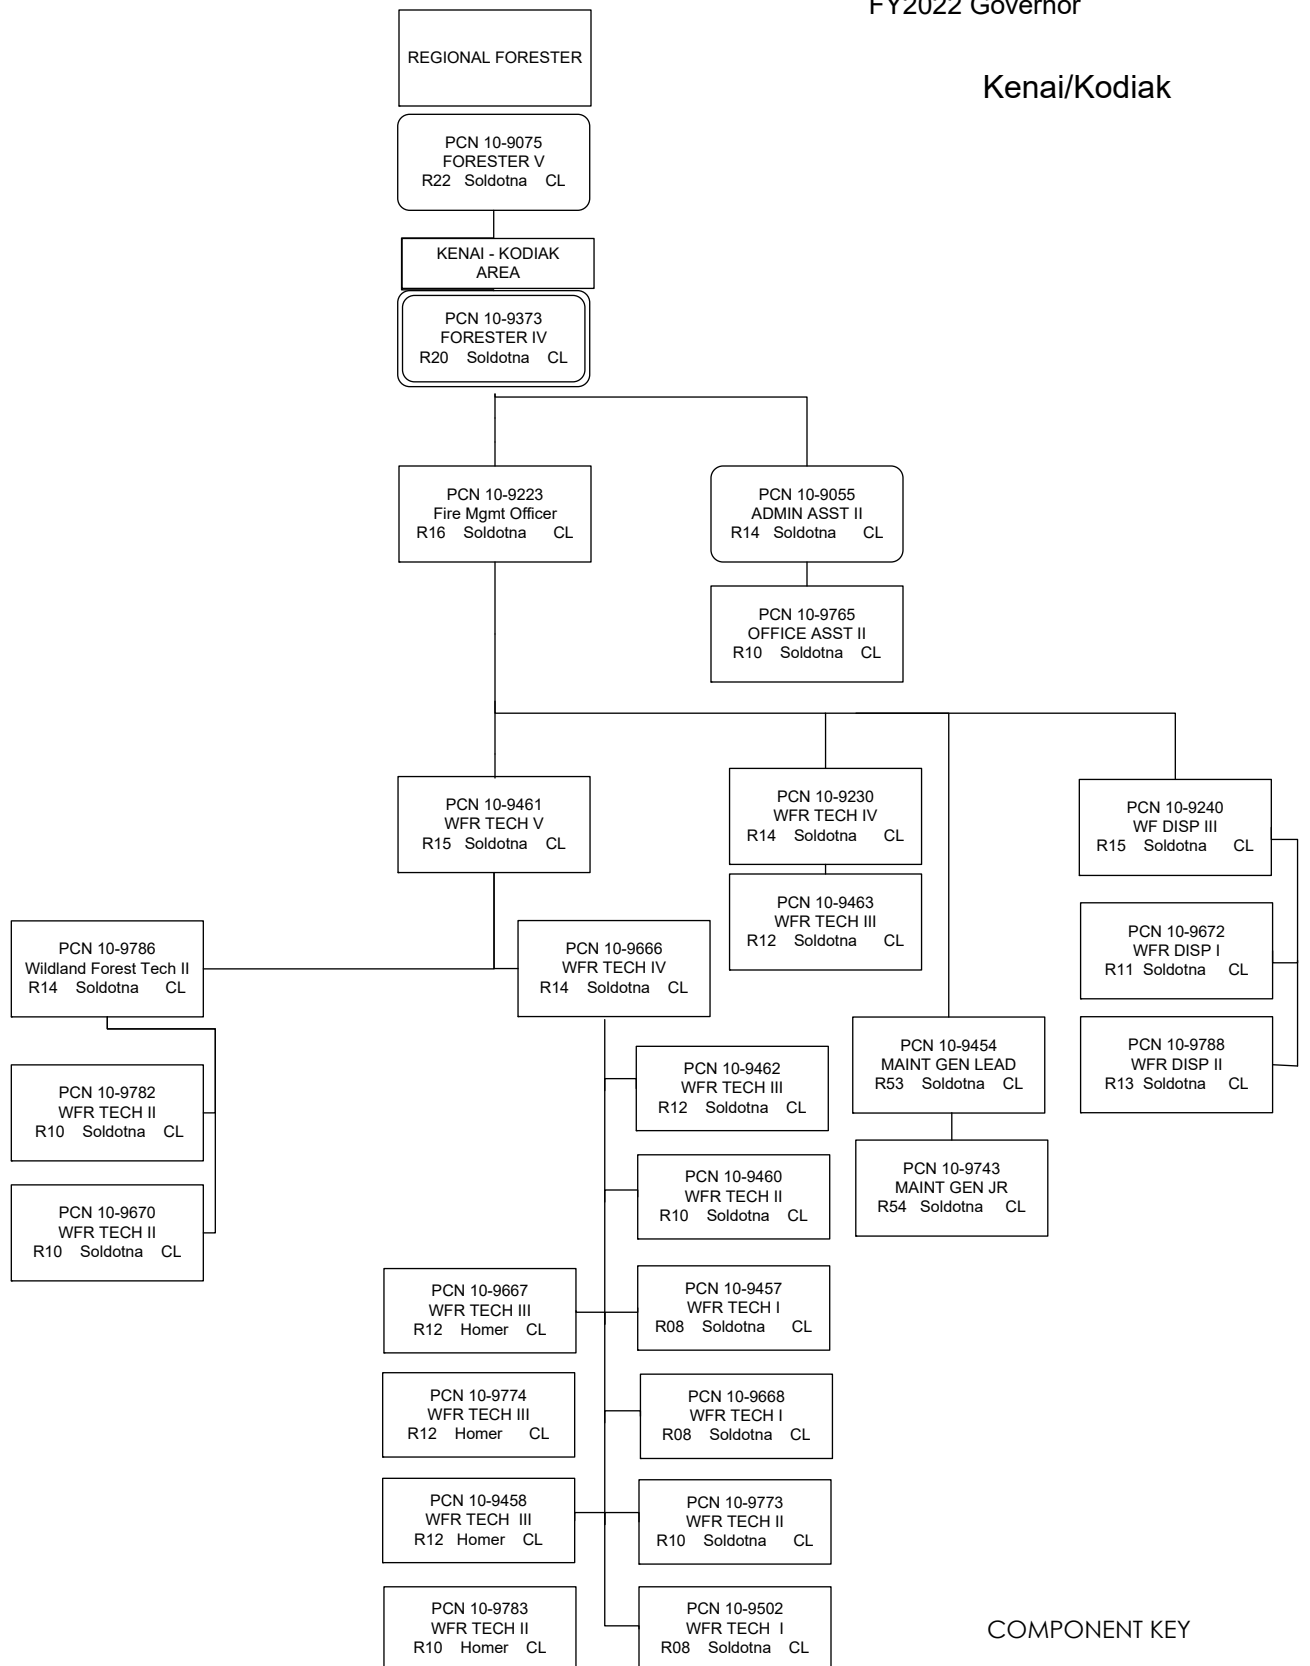 FY2022 Governor
Kenai/Kodiak
REGIONAL FORESTER
PCN 10-9075
FORESTER V
R22 Soldotna CL
KENAI - KODIAK
AREA
PCN 10-9373
FORESTER IV
R20 Soldotna CL
PCN 10-9223
Fire Mgmt Officer
R16 Soldotna CL
PCN 10-9055
ADMIN ASST II
R14 Soldotna CL
PCN 10-9765
OFFICE ASST II
R10 Soldotna CL
PCN 10-9461
WFR TECH V
R15 Soldotna CL
PCN 10-9230
WFR TECH IV
R14 Soldotna CL
PCN 10-9463
WFR TECH III
R12 Soldotna CL
PCN 10-9240
WF DISP III
R15 Soldotna CL
PCN 10-9672
WFR DISP I
R11 Soldotna CL
PCN 10-9788
WFR DISP II
R13 Soldotna CL
PCN 10-9786
Wildland Forest Tech II
R14 Soldotna CL
PCN 10-9782
WFR TECH II
R10 Soldotna CL
PCN 10-9670
WFR TECH II
R10 Soldotna CL
PCN 10-9666
WFR TECH IV
R14 Soldotna CL
PCN 10-9454
MAINT GEN LEAD
R53 Soldotna CL
PCN 10-9743
MAINT GEN JR
R54 Soldotna CL
PCN 10-9462
WFR TECH III
R12 Soldotna CL
PCN 10-9460
WFR TECH II
R10 Soldotna CL
PCN 10-9667
WFR TECH III
R12 Homer CL
PCN 10-9457
WFR TECH I
R08 Soldotna CL
PCN 10-9774
WFR TECH III
R12 Homer CL
PCN 10-9668
WFR TECH I
R08 Soldotna CL
PCN 10-9458
WFR TECH III
R12 Homer CL
PCN 10-9773
WFR TECH II
R10 Soldotna CL
PCN 10-9783
WFR TECH II
R10 Homer CL
PCN 10-9502
WFR TECH I
R08 Soldotna CL
COMPONENT KEY